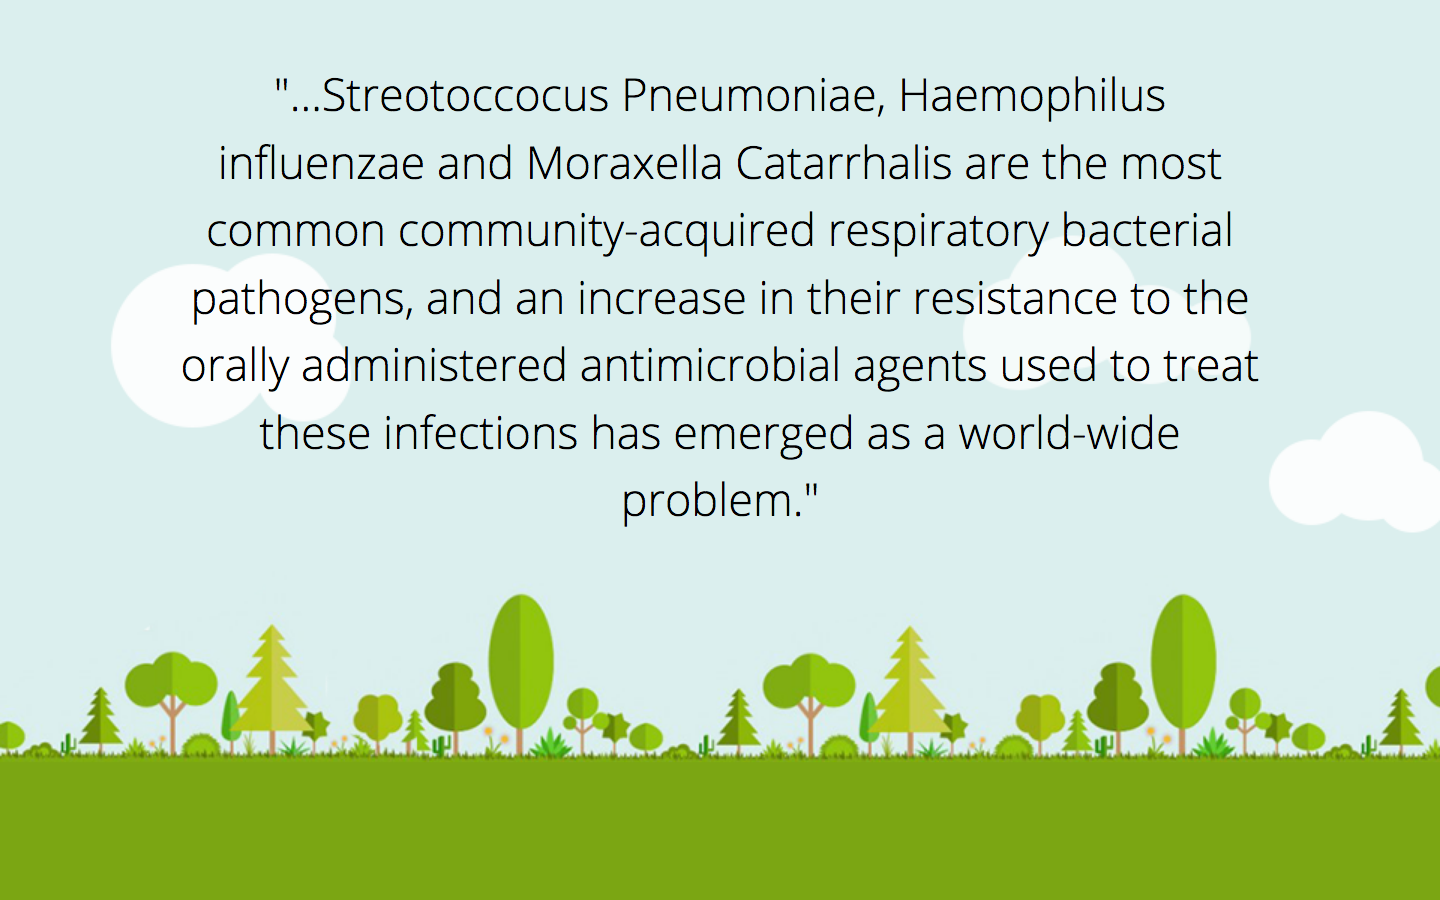 "...Streotoccocus Pneumoniae, Haemophilus
influenzae and Moraxella Catarrhalis are the most
common community-acquired respiratory bacterial
pathogens, and an increase in their resistance to the
orally administered antimicrobial agents used to treat
these infections has emerged as a world-wide
problem."